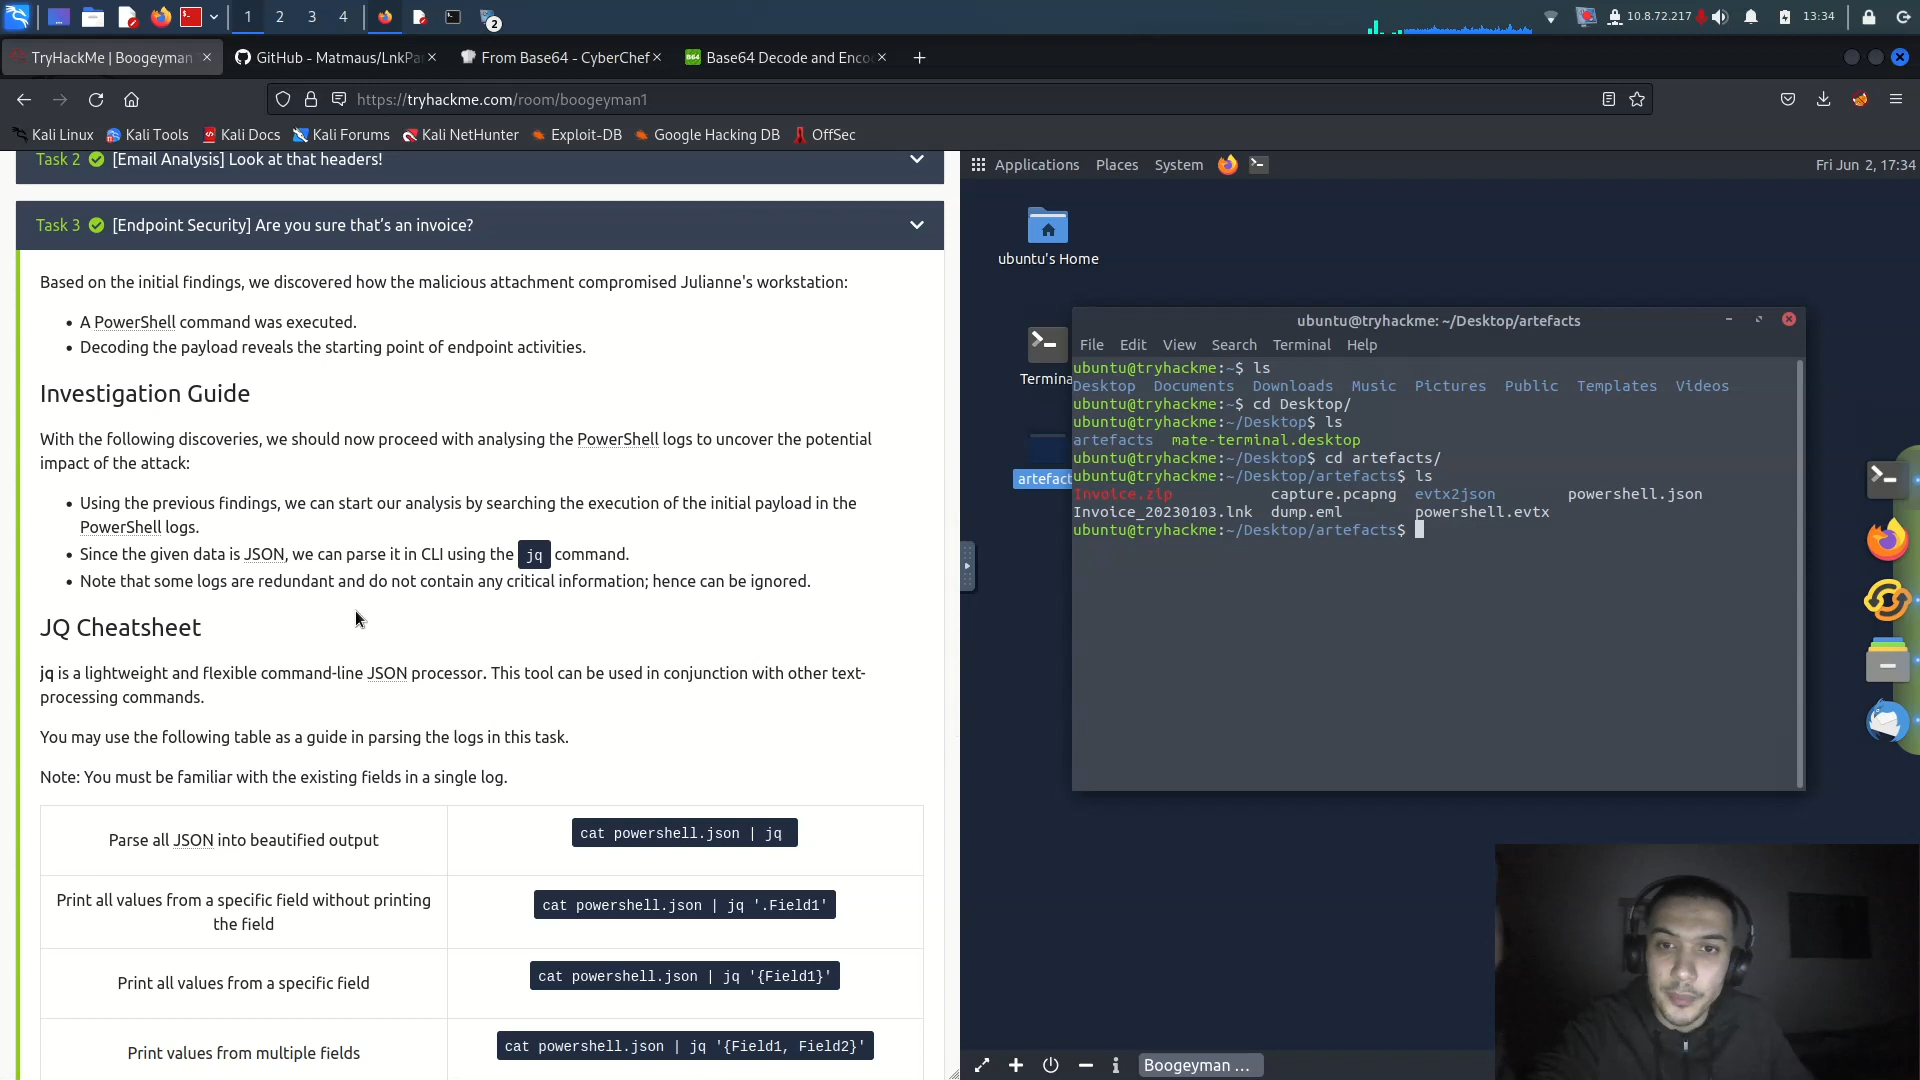 1
2
3
4
2
10.8.72.217
13:34
TryHackMe | Boogeyman
GitHub - Matmaus/LnkPa
From Base64 - CyberChef
Base64 Decode and Enco
https://tryhackme.com/room/boogeyman1
Kali Linux
Kali Tools
Kali Docs
Kali Forums
Kali NetHunter
Exploit-DB
Google Hacking DB
OffSec
Task 2 [Email Analysis] Look at that headers!
Task 3 [Endpoint Security] Are you sure that’s an invoice?
Based on the initial findings, we discovered how the malicious attachment compromised Julianne's workstation:
• A PowerShell command was executed.
• Decoding the payload reveals the starting point of endpoint activities.
Investigation Guide
With the following discoveries, we should now proceed with analysing the PowerShell logs to uncover the potential
impact of the attack:
• Using the previous findings, we can start our analysis by searching the execution of the initial payload in the
PowerShell logs.
• Since the given data is JSON, we can parse it in CLI using the jq command.
• Note that some logs are redundant and do not contain any critical information; hence can be ignored.
JQ Cheatsheet
jq is a lightweight and flexible command-line JSON processor. This tool can be used in conjunction with other text-
processing commands.
You may use the following table as a guide in parsing the logs in this task.
Note: You must be familiar with the existing fields in a single log.
Parse all JSON into beautified output
cat powershell.json | jq
Print all values from a specific field without printing
the field
cat powershell.json | jq '.Field1'
Print all values from a specific field
cat powershell.json | jq '{Field1}'
Print values from multiple fields
cat powershell.json | jq '{Field1, Field2}'
Applications Places System
Fri Jun 2, 17:34
ubuntu's Home
Termina
artefact
ubuntu@tryhackme: ~/Desktop/artefacts
File Edit View Search Terminal Help
ubuntu@tryhackme:~$ ls
Desktop Documents Downloads Music Pictures Public Templates Videos
ubuntu@tryhackme:~$ cd Desktop/
ubuntu@tryhackme:~/Desktop$ ls
artefacts mate-terminal.desktop
ubuntu@tryhackme:~/Desktop$ cd artefacts/
ubuntu@tryhackme:~/Desktop/artefacts$ ls
Invoice.zip capture.pcapng evtx2json powershell.json
Invoice_20230103.lnk dump.eml powershell.evtx
ubuntu@tryhackme:~/Desktop/artefacts$
Boogeyman ...